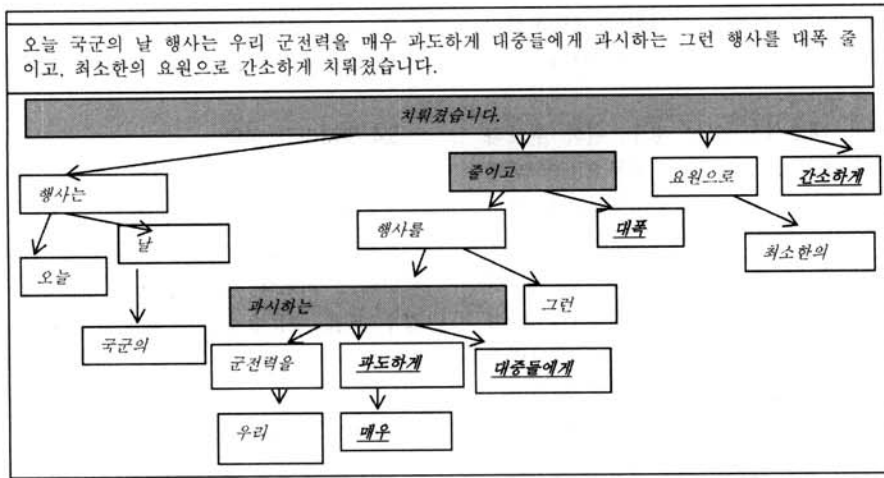 오늘 국군의 날 행사는 우리 군전력을 매우 과도하게 대중들에게 과시하는 그런 행사를 대폭 줄
이고, 최소한의 요원으로 간소하게 치뤄졌습니다.
치뤄졌습니다.
줄이고
요원으로
간소하게
행사는
행사를
대폭
날
최소한의
오늘
과시하는
그런
국군의
군전력을
과도하게
대중들에게
우리
매우